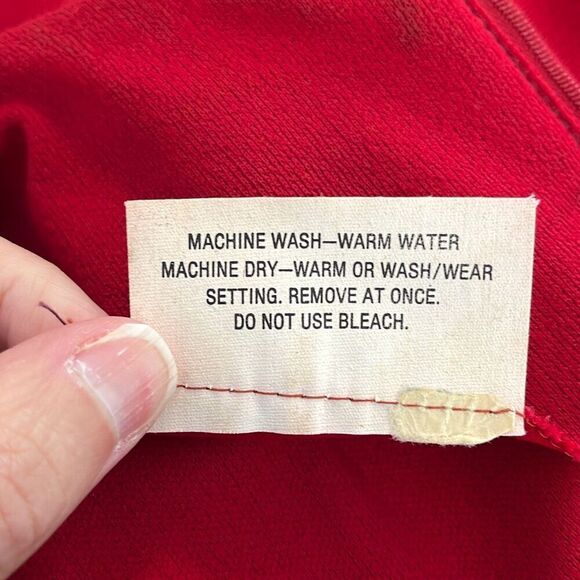 MACHINE WASH—WARM WATER
MACHINE DRY—WARM OR WASH/WEAR
SETTING. REMOVE AT ONCE.
DO NOT USE BLEACH.